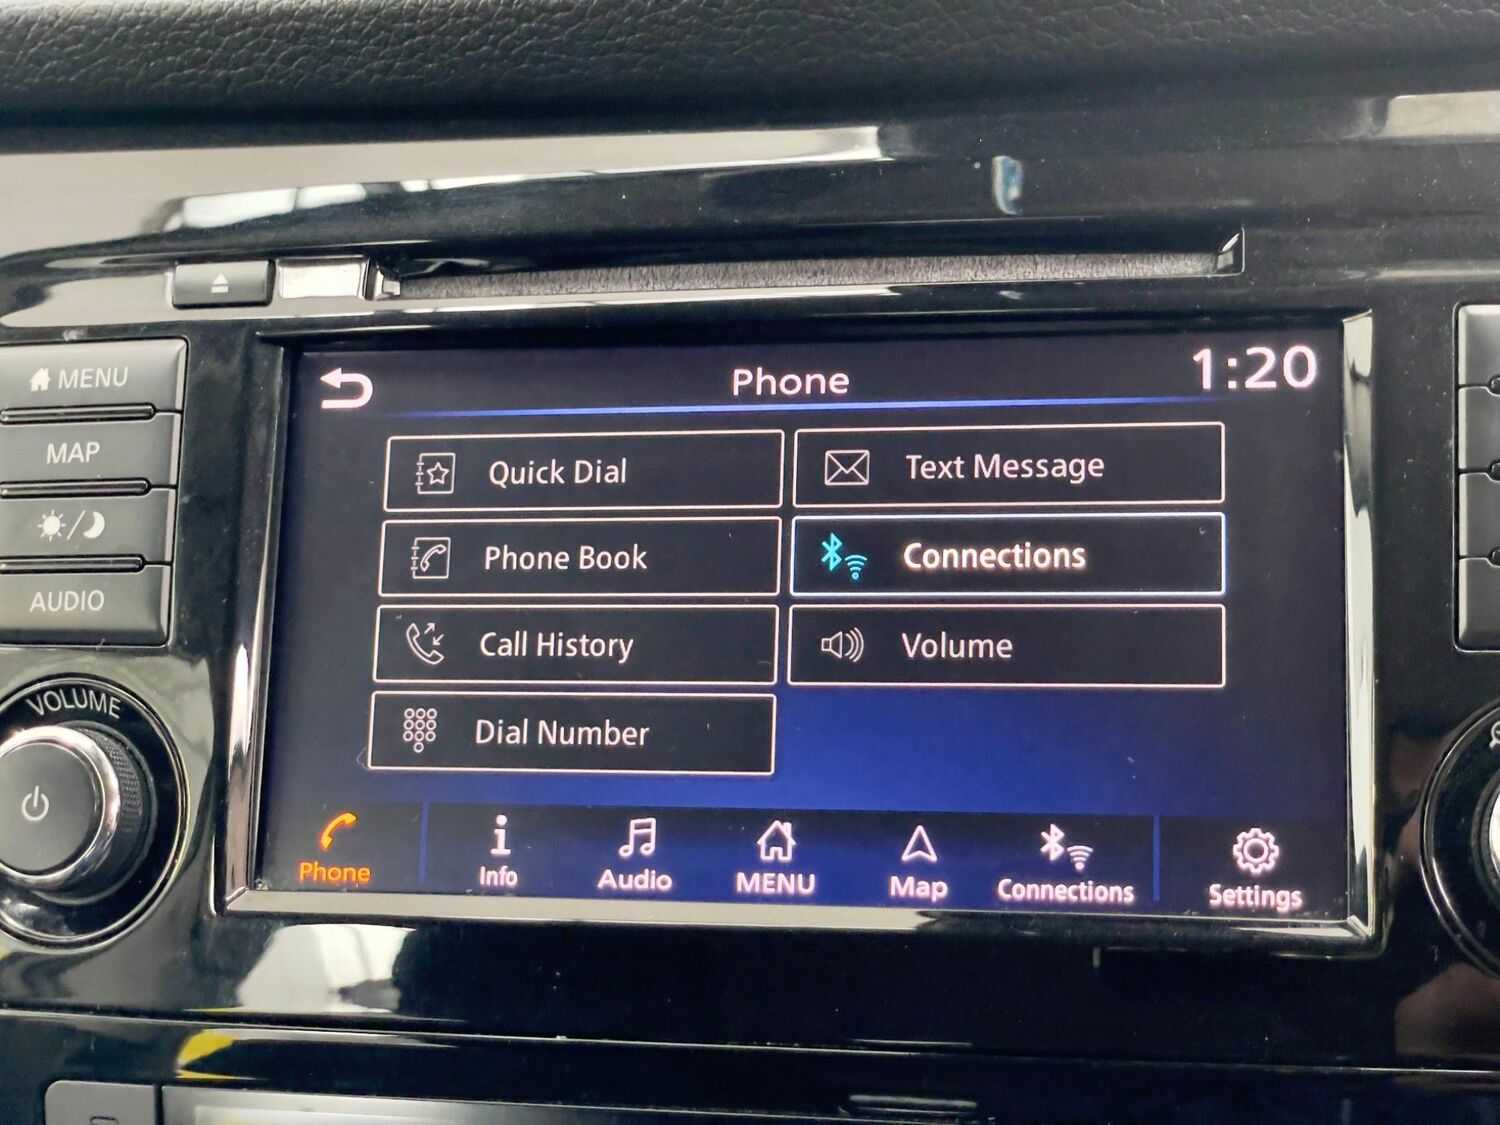 Phone
1:20
MENU
MAP
AUDIO
VOLUME
Quick Dial
Text Message
Phone Book
Connections
Call History
Volume
Dial Number
Phone
Info
Audio
MENU
Map
Connections
Settings